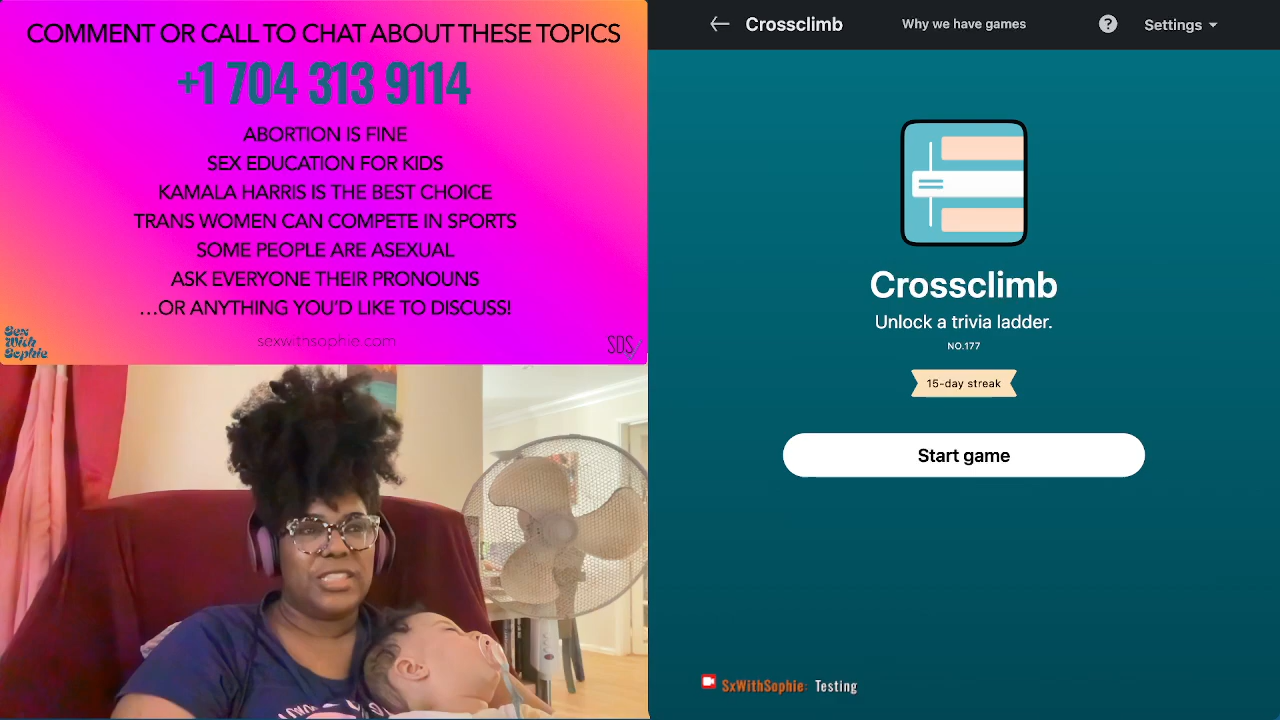 COMMENT OR CALL TO CHAT ABOUT THESE TOPICS
+1 704 313 9114
ABORTION IS FINE
SEX EDUCATION FOR KIDS
KAMALA HARRIS IS THE BEST CHOICE
TRANS WOMEN CAN COMPETE IN SPORTS
SOME PEOPLE ARE ASEXUAL
ASK EVERYONE THEIR PRONOUNS
...OR ANYTHING YOU'D LIKE TO DISCUSS!
sexwithsophie.com
Sex
With
Sophie
SDS
Crossclimb
Why we have games
?
Settings
Crossclimb
Unlock a trivia ladder.
NO.177
15-day streak
Start game
SxWithSophie: Testing